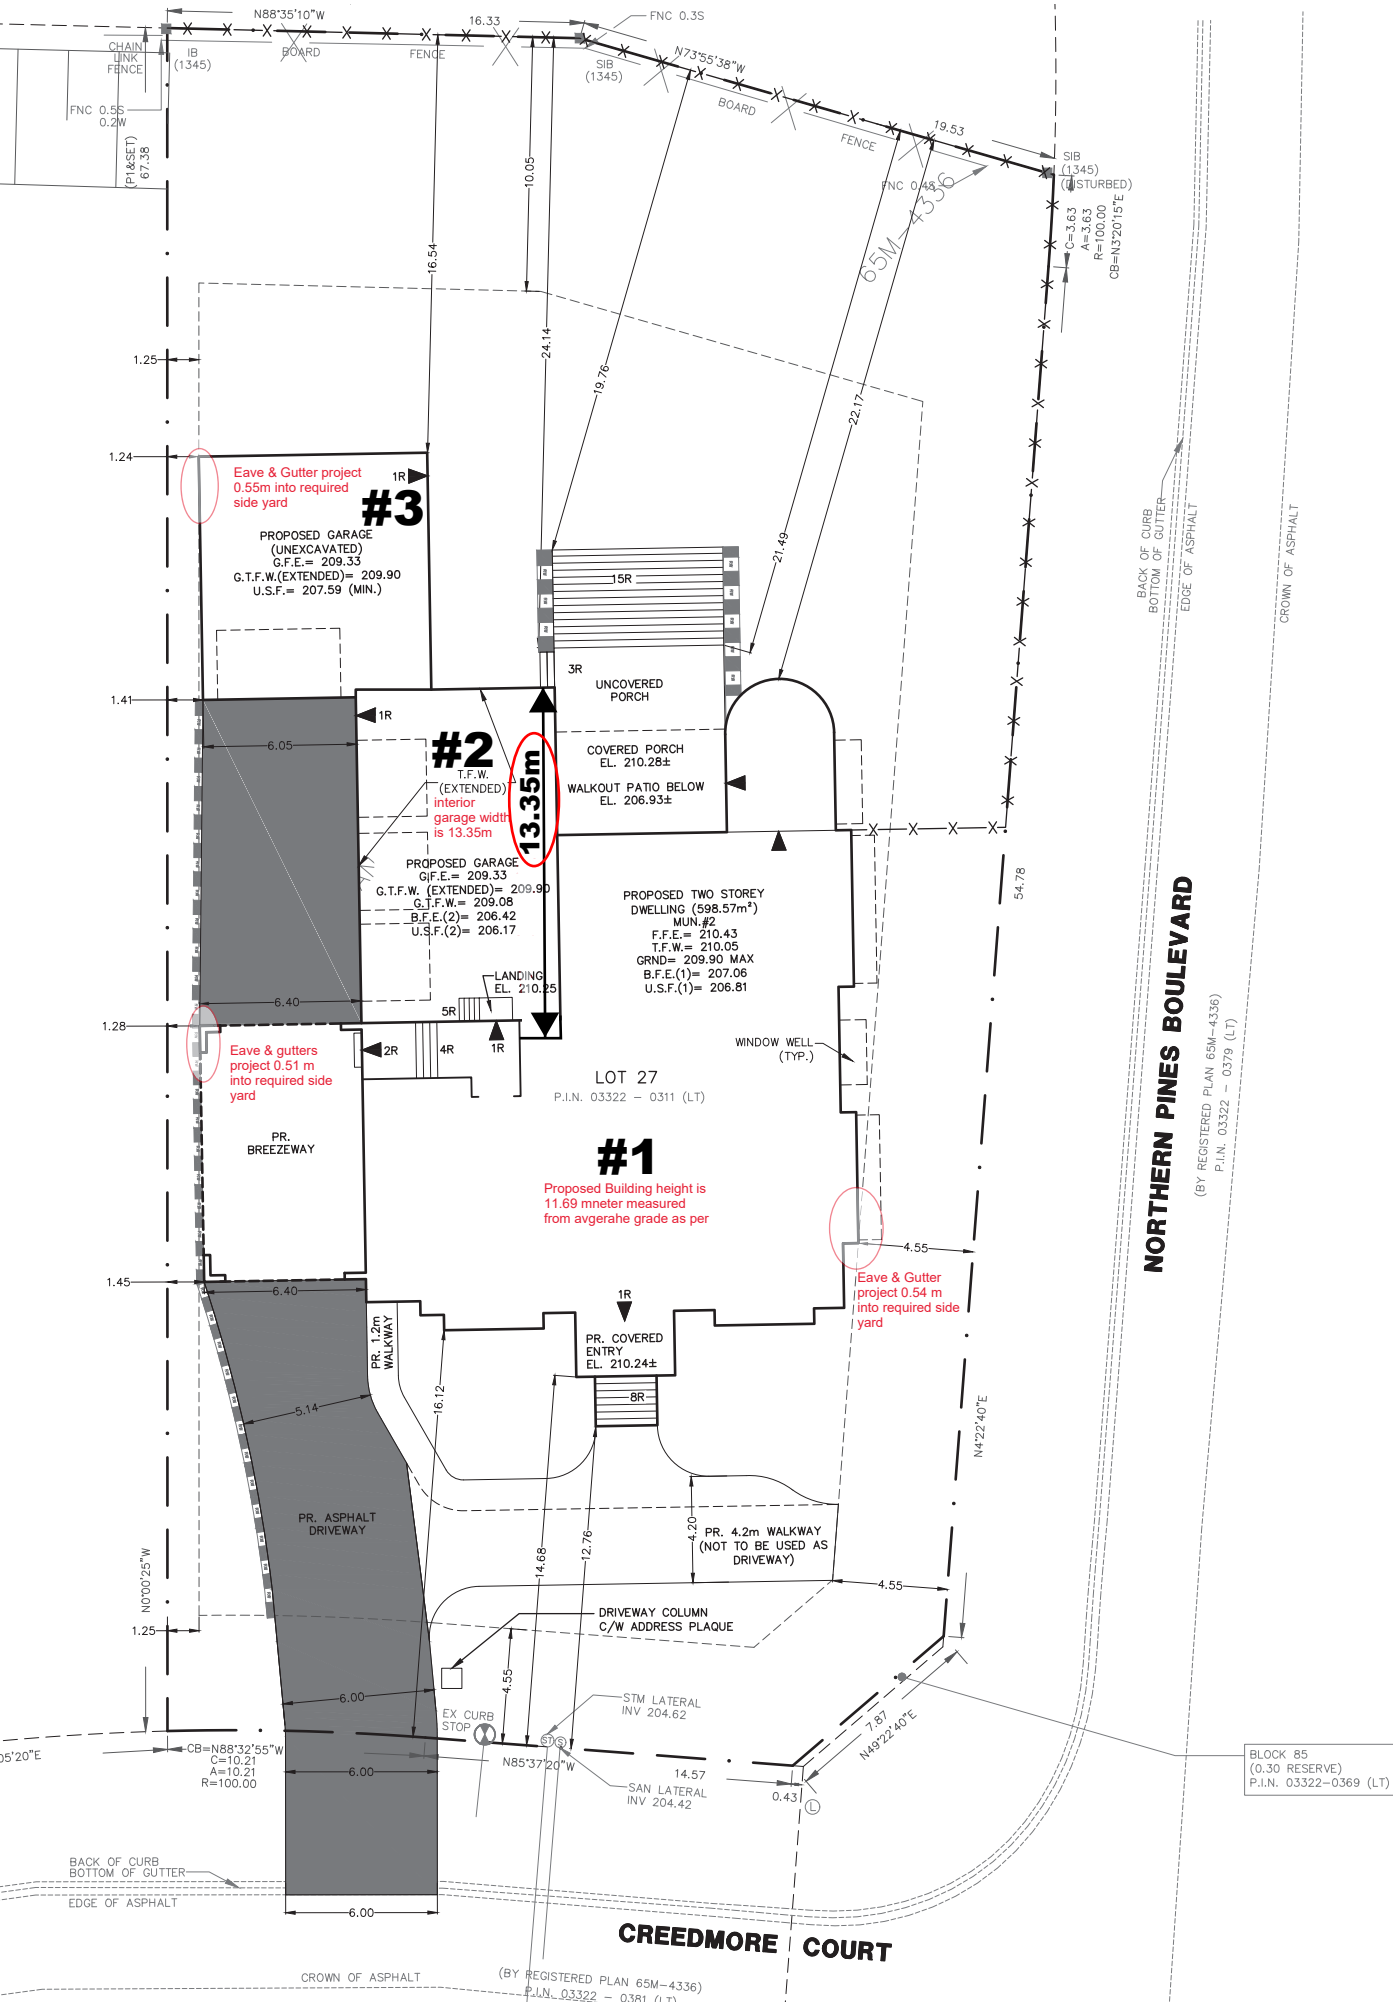 N88°35'10"W
16.33
FNC 0.3S
CHAIN
LINK
FENCE
IB
(1345)
BOARD
FENCE
SIB
(1345)
N73°55'38"W
BOARD
FENCE
19.53
FNC 0.5S
0.2W
(P1&SET)
67.38
SIB
(1345)
(DISTURBED)
FNC 0.4S
65M-4336
C=3.63
A=3.63
R=100.00
CB=N3°20'15"E
10.05
16.54
24.14
19.76
22.17
21.49
1.25
1.24
Eave & Gutter project
0.55m into required
side yard
1R
#3
PROPOSED GARAGE
(UNEXCAVATED)
G.F.E.= 209.33
G.T.F.W.(EXTENDED)= 209.90
U.S.F.= 207.59 (MIN.)
15R
BACK OF CURB
BOTTOM OF GUTTER
EDGE OF ASPHALT
CROWN OF ASPHALT
3R
UNCOVERED
PORCH
1.41
6.05
1R
#2
T.F.W.
(EXTENDED)
interior
garage width
is 13.35m
13.35m
COVERED PORCH
EL. 210.28±
WALKOUT PATIO BELOW
EL. 206.93±
PROPOSED GARAGE
G.F.E.= 209.33
G.T.F.W. (EXTENDED)= 209.90
G.T.F.W.= 209.08
B.F.E.(2)= 206.42
U.S.F.(2)= 206.17
PROPOSED TWO STOREY
DWELLING (598.57m²)
MUN.#2
F.F.E.= 210.43
T.F.W.= 210.05
GRND= 209.90 MAX
B.F.E.(1)= 207.06
U.S.F.(1)= 206.81
54.78
NORTHERN PINES BOULEVARD
(BY REGISTERED PLAN 65M-4336)
P.I.N. 03322 - 0379 (LT)
LANDING
EL. 210.25
6.40
5R
1.28
2R
4R
1R
Eave & gutters
project 0.51 m
into required side
yard
WINDOW WELL
(TYP.)
LOT 27
P.I.N. 03322 - 0311 (LT)
PR.
BREEZEWAY
#1
Proposed Building height is
11.69 mneter measured
from avgerahe grade as per
4.55
Eave & Gutter
project 0.54 m
into required side
yard
1.45
6.40
1R
PR. 1.2m
WALKWAY
PR. COVERED
ENTRY
EL. 210.24±
8R
5.14
16.12
N4°22'40"E
PR. ASPHALT
DRIVEWAY
14.68
12.76
4.20
PR. 4.2m WALKWAY
(NOT TO BE USED AS
DRIVEWAY)
4.55
N0°00'25"W
DRIVEWAY COLUMN
C/W ADDRESS PLAQUE
1.25
4.55
6.00
EX CURB
STOP
STM LATERAL
INV 204.62
ST
S
7.87
N49°22'40"E
05'20"E
CB=N88°32'55"W
C=10.21
A=10.21
R=100.00
6.00
N85°37'20"W
14.57
SAN LATERAL
INV 204.42
0.43
L
BLOCK 85
(0.30 RESERVE)
P.I.N. 03322-0369 (LT)
BACK OF CURB
BOTTOM OF GUTTER
EDGE OF ASPHALT
6.00
CREEDMORE COURT
CROWN OF ASPHALT
(BY REGISTERED PLAN 65M-4336)
P.I.N. 03322 - 0381 (LT)